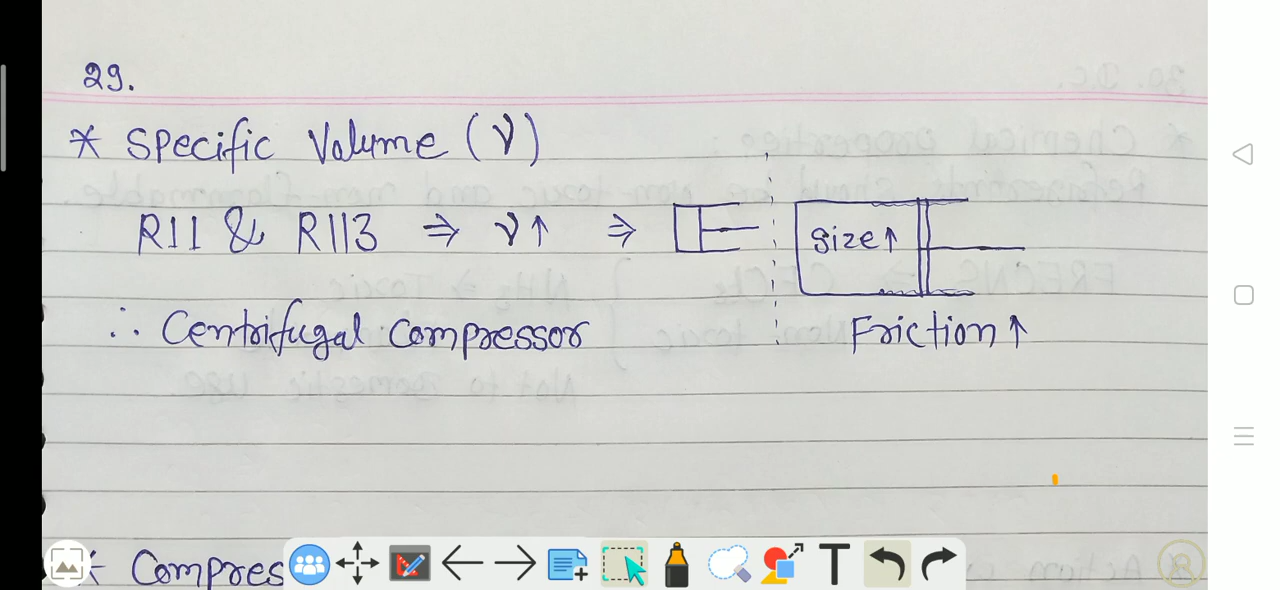 29.
* Specific Volume (v)
R11 & R113 ⇒ v↑ ⇒ Size↑
∴ Centrifugal Compressor Friction↑
* Compres
T